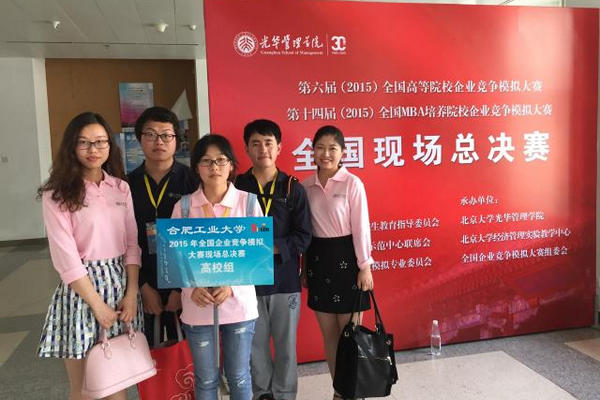 光华管理学院
Guanghua School of Management
30
第六届（2015）全国高等院校企业竞争模拟大赛
第十四届（2015）全国MBA培养院校企业竞争模拟大赛
全国现场总决赛
承办单位：
生教育指导委员会
北京大学光华管理学院
示范中心联席会
北京大学经济管理实验教学中心
模拟专业委员会
全国企业竞争模拟大赛组委会
合肥工业大学
2015年全国企业竞争模拟
大赛现场总决赛
高校组